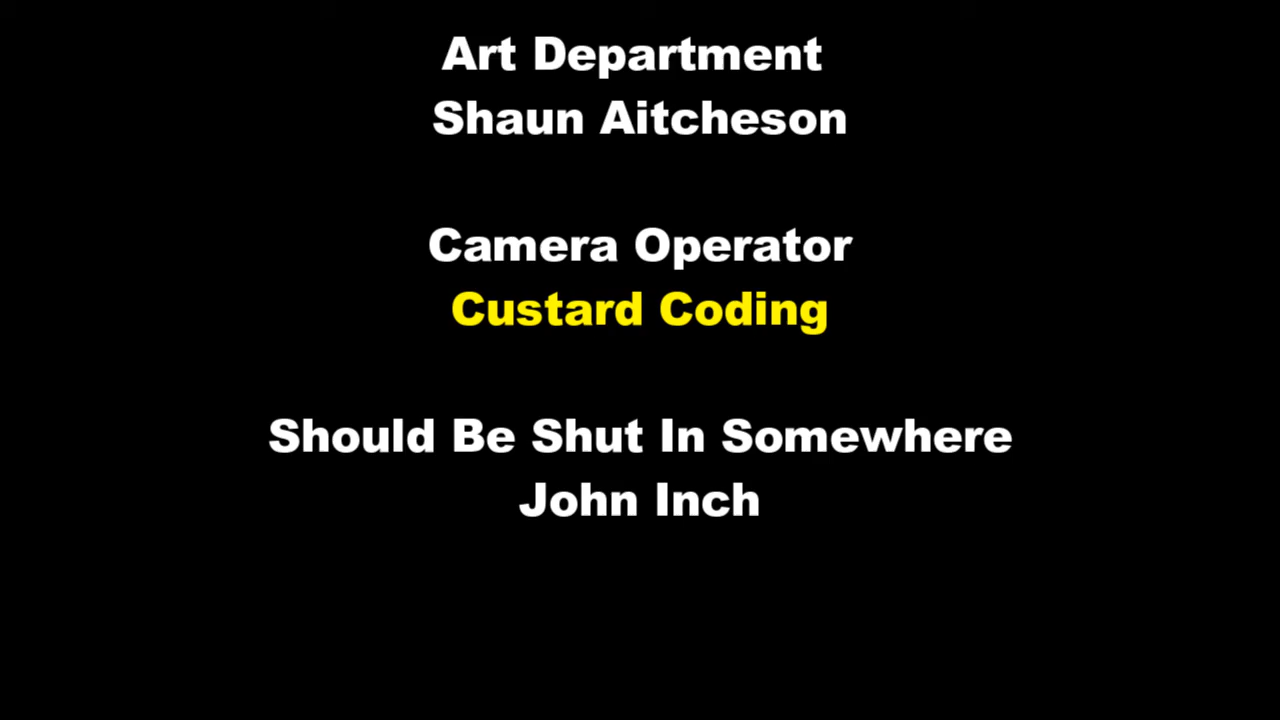 Art Department
Shaun Aitcheson
Camera Operator
Custard Coding
Should Be Shut In Somewhere
John Inch